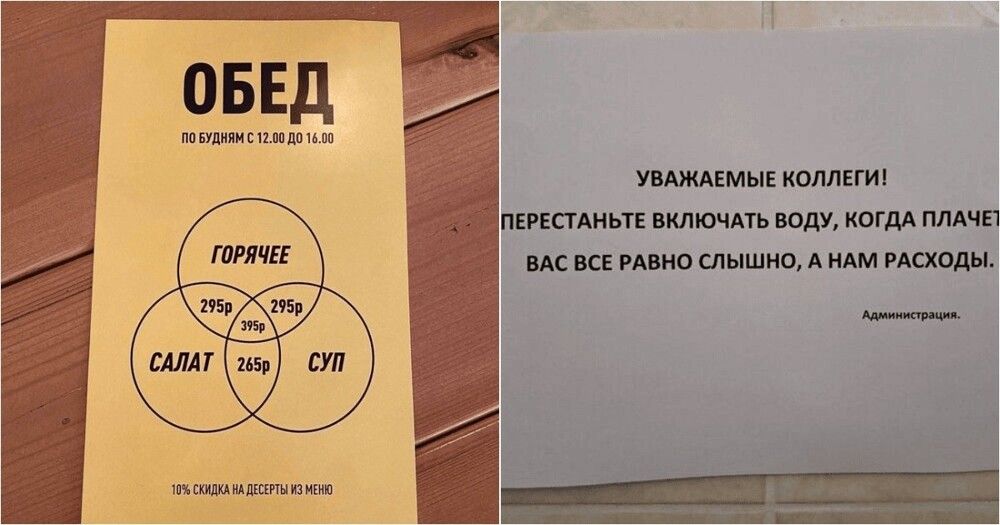 ОБЕД
ПО БУДНЯМ С 12.00 ДО 16.00
ГОРЯЧЕЕ
295р 295р
395р
САЛАТ 265р СУП
10% СКИДКА НА ДЕСЕРТЫ ИЗ МЕНЮ
УВАЖАЕМЫЕ КОЛЛЕГИ!
ПЕРЕСТАНЬТЕ ВКЛЮЧАТЬ ВОДУ, КОГДА ПЛАЧЕТ
ВАС ВСЕ РАВНО СЛЫШНО, А НАМ РАСХОДЫ.
Администрация.